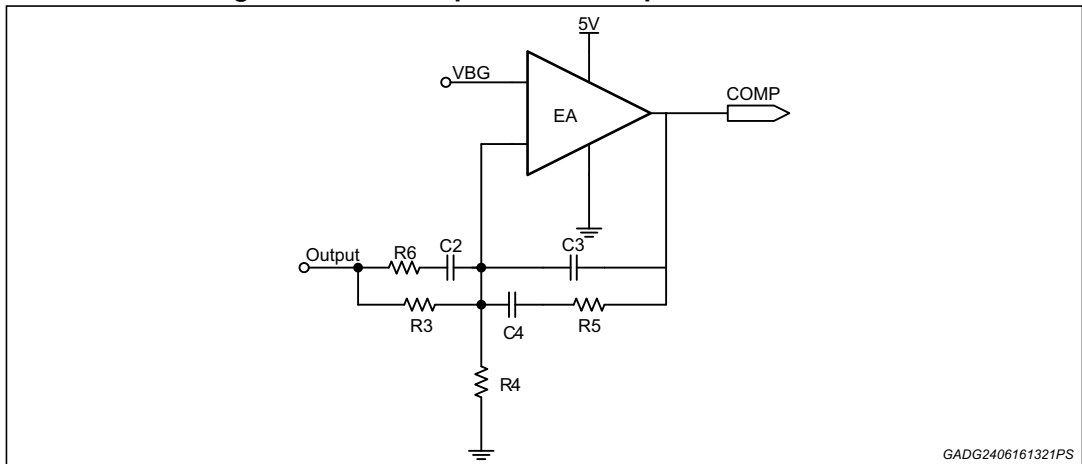 5V
VBG
COMP
EA
Output
R6
C2
C3
R3
C4
R5
R4
GADG2406161321PS